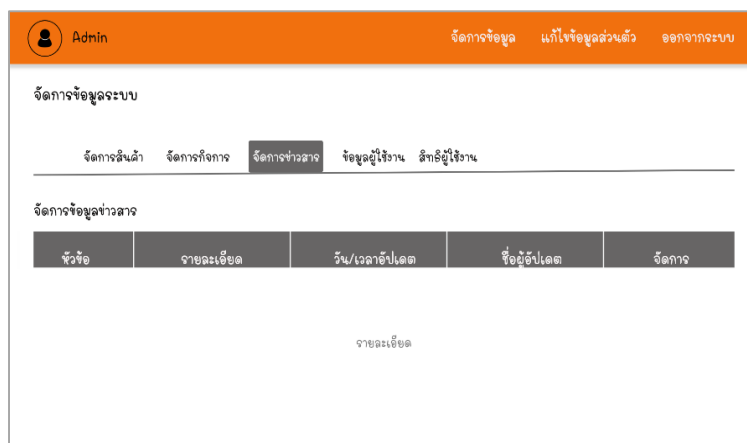 Admin จัดการข้อมูล แก้ไขข้อมูลส่วนตัว ออกจากระบบ
จัดการข้อมูลระบบ
จัดการสินค้า จัดการกิจการ จัดการข่าวสาร ข้อมูลผู้ใช้งาน สิทธิผู้ใช้งาน
จัดการข้อมูลข่าวสาร
หัวข้อ รายละเอียด วัน/เวลาอัปเดต ชื่อผู้อัปเดต จัดการ
รายละเอียด